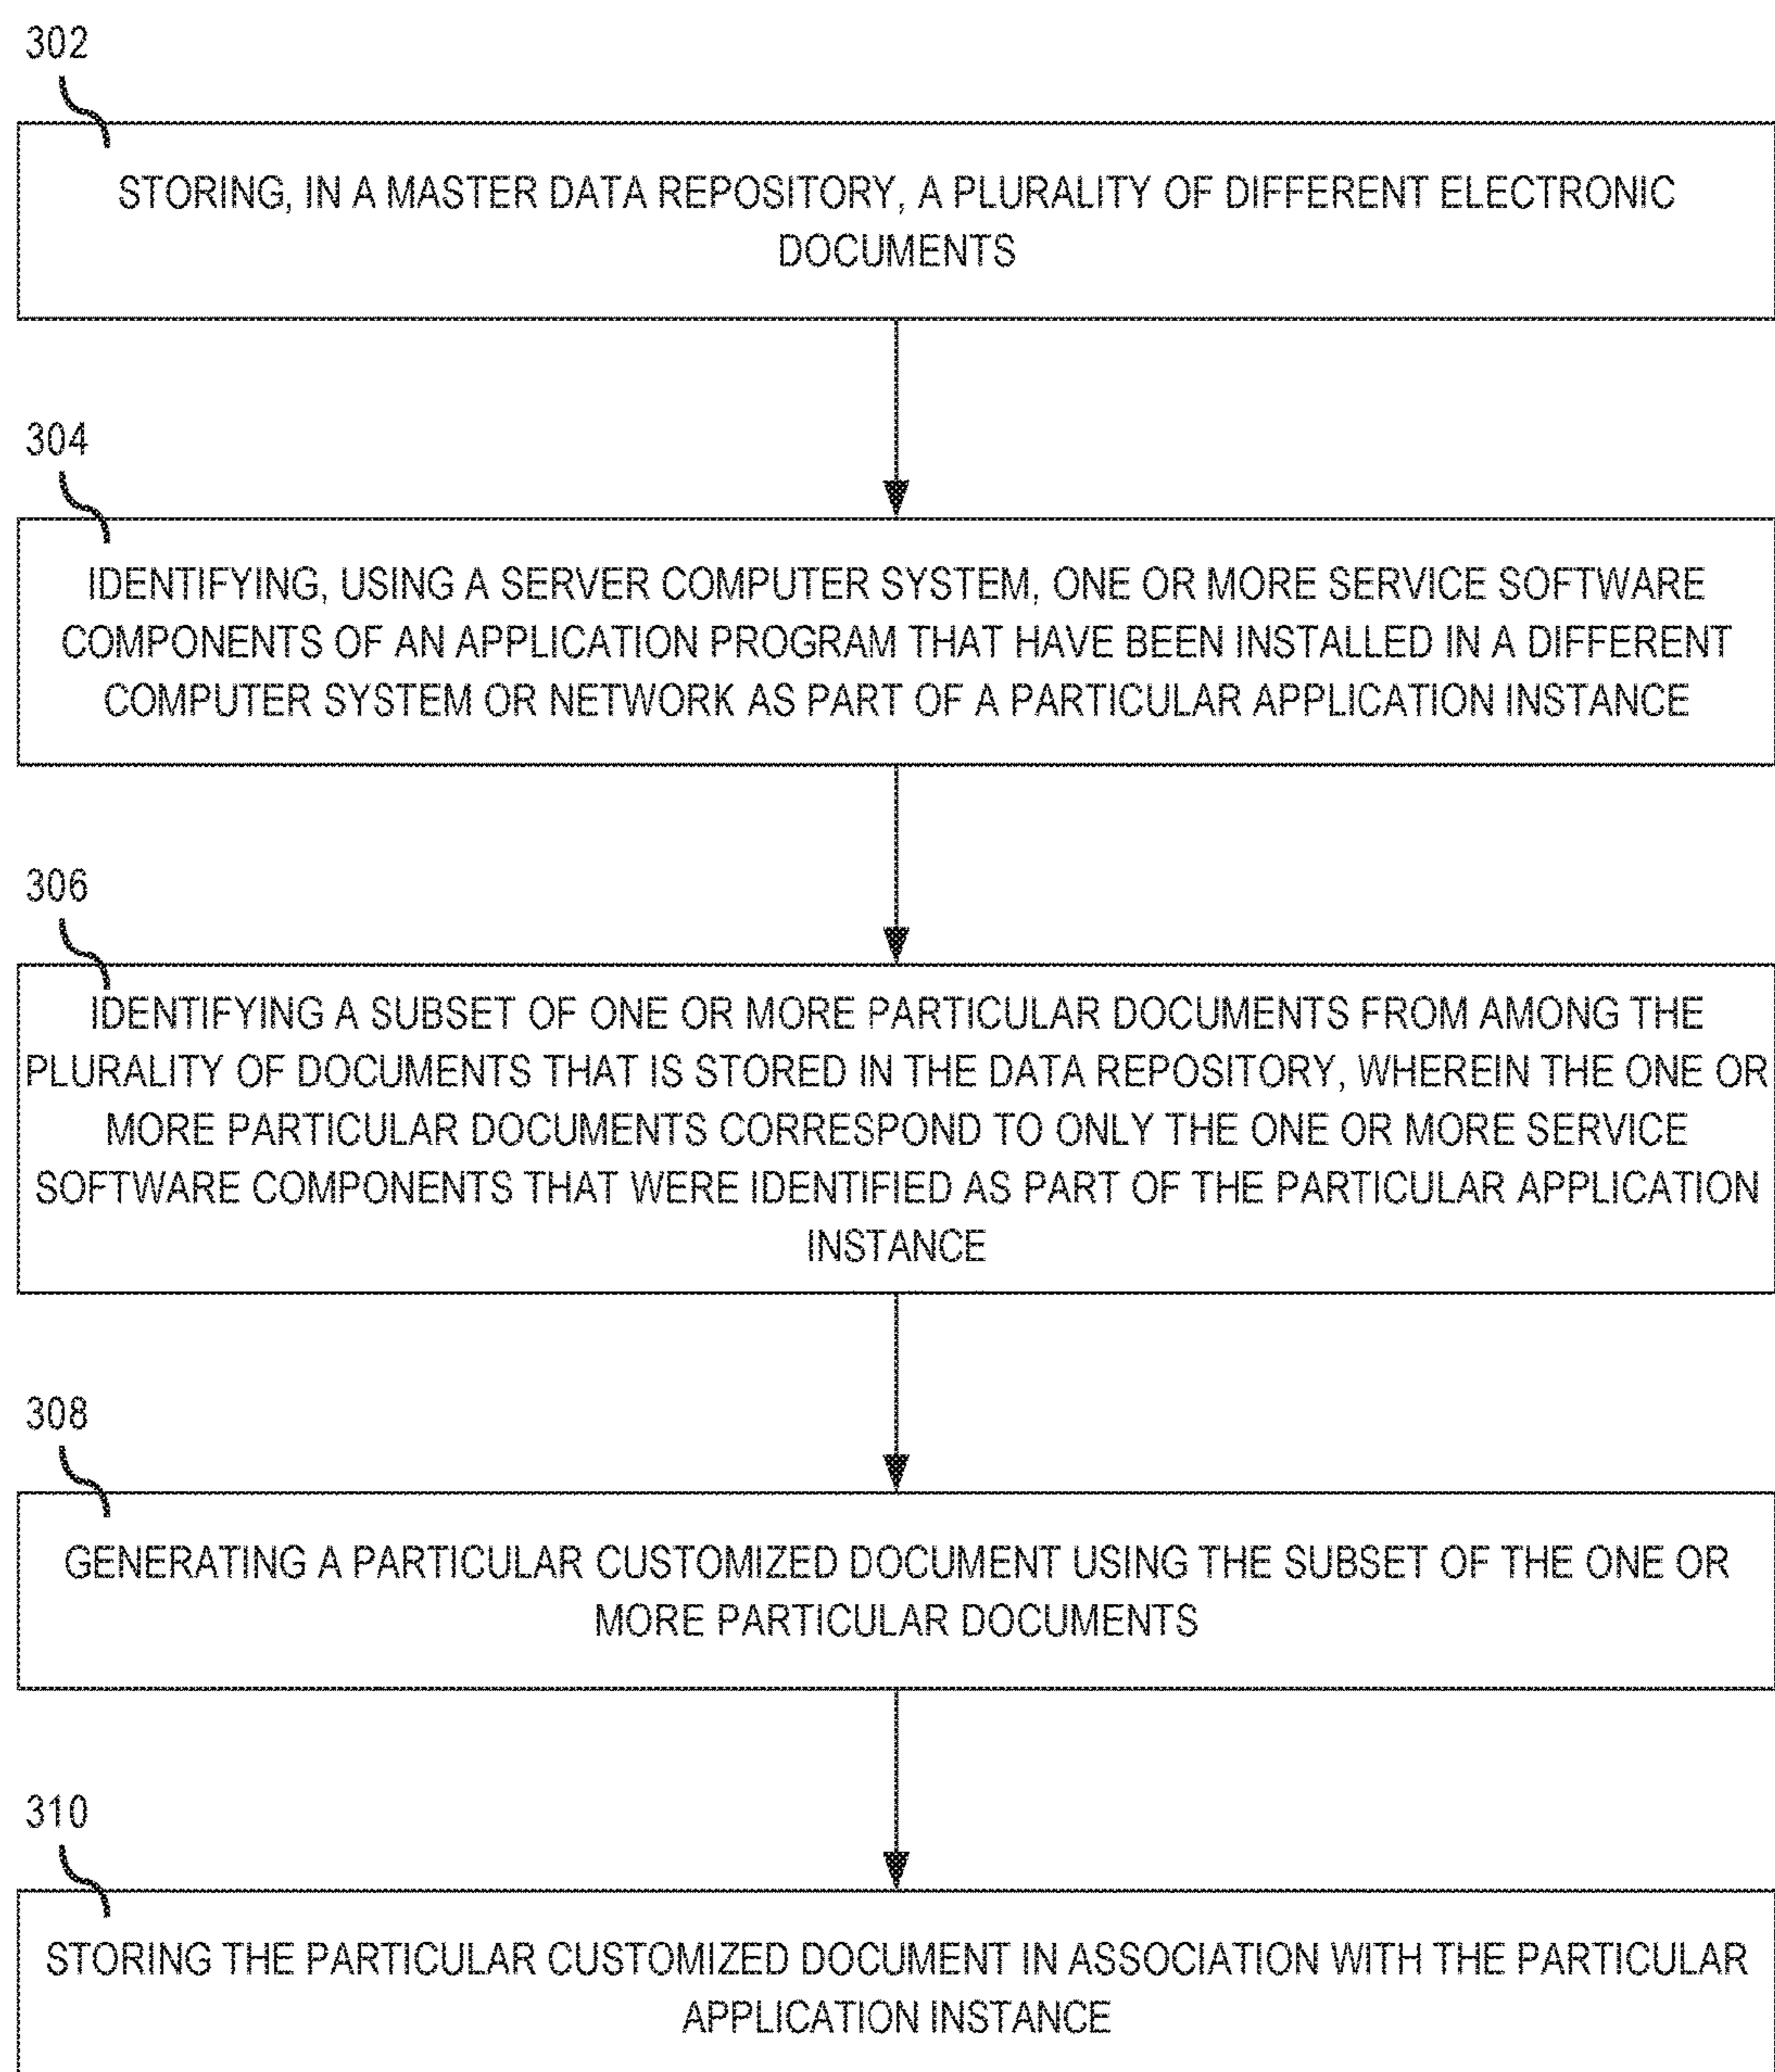 302
STORING, IN A MASTER DATA REPOSITORY, A PLURALITY OF DIFFERENT ELECTRONIC
DOCUMENTS
304
IDENTIFYING, USING A SERVER COMPUTER SYSTEM, ONE OR MORE SERVICE SOFTWARE
COMPONENTS OF AN APPLICATION PROGRAM THAT HAVE BEEN INSTALLED IN A DIFFERENT
COMPUTER SYSTEM OR NETWORK AS PART OF A PARTICULAR APPLICATION INSTANCE
306
IDENTIFYING A SUBSET OF ONE OR MORE PARTICULAR DOCUMENTS FROM AMONG THE
PLURALITY OF DOCUMENTS THAT IS STORED IN THE DATA REPOSITORY, WHEREIN THE ONE OR
MORE PARTICULAR DOCUMENTS CORRESPOND TO ONLY THE ONE OR MORE SERVICE
SOFTWARE COMPONENTS THAT WERE IDENTIFIED AS PART OF THE PARTICULAR APPLICATION
INSTANCE
308
GENERATING A PARTICULAR CUSTOMIZED DOCUMENT USING THE SUBSET OF THE ONE OR
MORE PARTICULAR DOCUMENTS
310
STORING THE PARTICULAR CUSTOMIZED DOCUMENT IN ASSOCIATION WITH THE PARTICULAR
APPLICATION INSTANCE